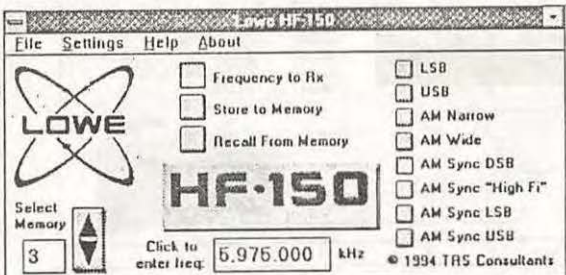 Lowe HF-150
File Settings Help About
LOWE
Select
Memory
3
Frequency to Rx
Store to Memory
Recall From Memory
HF-150
Click to
enter freq:
5.975.000
kHz
LSB
USB
AM Narrow
AM Wide
AM Sync DSB
AM Sync "High Fi"
AM Sync LSB
AM Sync USB
© 1994 TRS Consultants